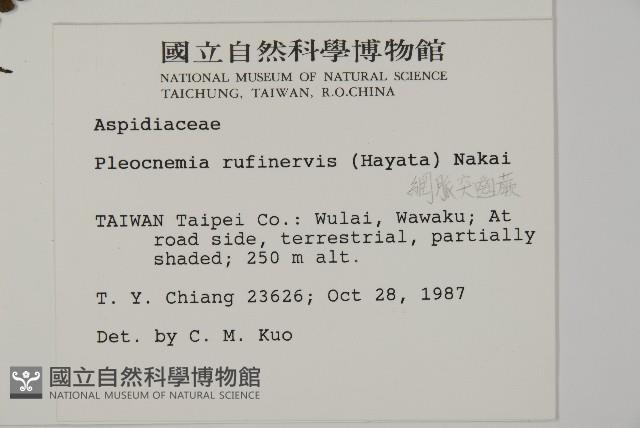 國立自然科學博物館
NATIONAL MUSEUM OF NATURAL SCIENCE
TAICHUNG, TAIWAN, R.O.CHINA
Aspidiaceae
Pleocnemia rufinervis (Hayata) Nakai
網脈突齒蕨
TAIWAN Taipei Co.: Wulai, Wawaku; At
road side, terrestrial, partially
shaded; 250 m alt.
T. Y. Chiang 23626; Oct 28, 1987
Det. by C. M. Kuo
國立自然科學博物館
NATIONAL MUSEUM OF NATURAL SCIENCE